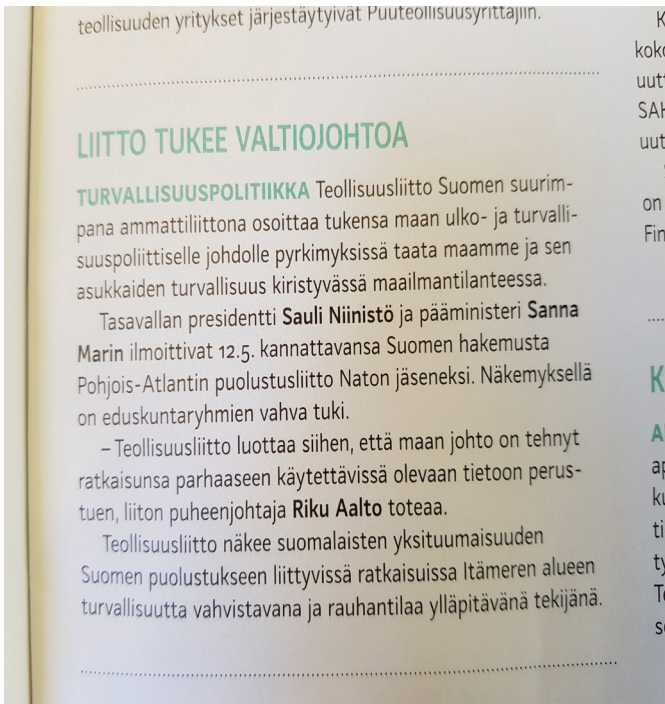 teollisuuden yritykset järjestäytyivät Puuteollisuusyrittäjiin.
LIITTO TUKEE VALTIOJOHTOA
TURVALLISUUSPOLITIIKKA Teollisuusliitto Suomen suurim-
pana ammattiliittona osoittaa tukensa maan ulko- ja turvalli-
suuspoliittiselle johdolle pyrkimyksissä taata maamme ja sen
asukkaiden turvallisuus kiristyvässä maailmantilanteessa.
Tasavallan presidentti Sauli Niinistö ja pääministeri Sanna
Marin ilmoittivat 12.5. kannattavansa Suomen hakemusta
Pohjois-Atlantin puolustusliitto Naton jäseneksi. Näkemyksellä
on eduskuntaryhmien vahva tuki.
– Teollisuusliitto luottaa siihen, että maan johto on tehnyt
ratkaisunsa parhaaseen käytettävissä olevaan tietoon perus-
tuen, liiton puheenjohtaja Riku Aalto toteaa.
Teollisuusliitto näkee suomalaisten yksituumaisuuden
Suomen puolustukseen liittyvissä ratkaisuissa Itämeren alueen
turvallisuutta vahvistavana ja rauhantilaa ylläpitävänä tekijänä.
on